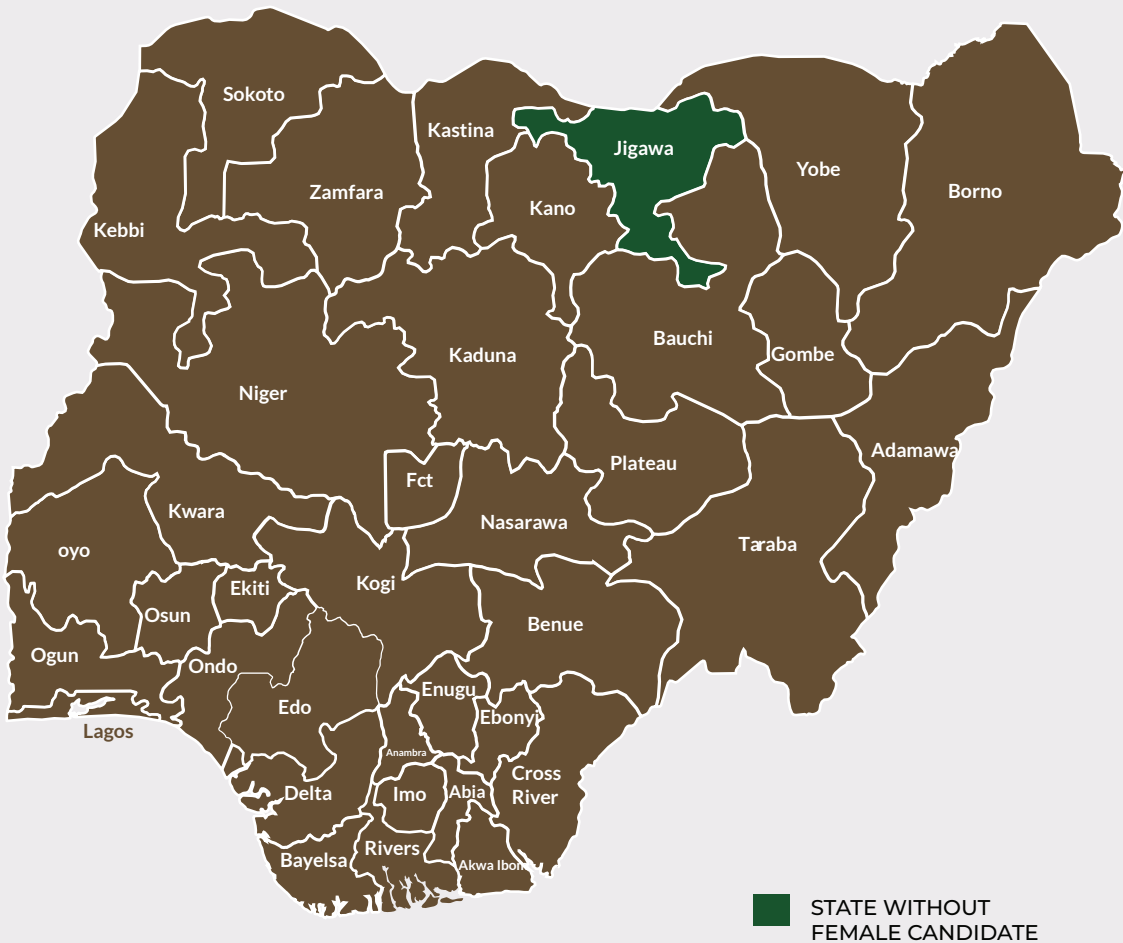 Sokoto
Kastina
Jigawa
Yobe
Borno
Zamfara
Kano
Kebbi
Bauchi
Kaduna
Gombe
Niger
Adamawa
Plateau
Fct
Kwara
Nasarawa
oyo
Taraba
Kogi
Ekiti
Osun
Benue
Ogun
Ondo
Enugu
Edo
Ebonyi
Lagos
Anambra
Cross
River
Delta
Imo
Abia
Rivers
Bayelsa
Akwa Ibom
STATE WITHOUT
FEMALE CANDIDATE